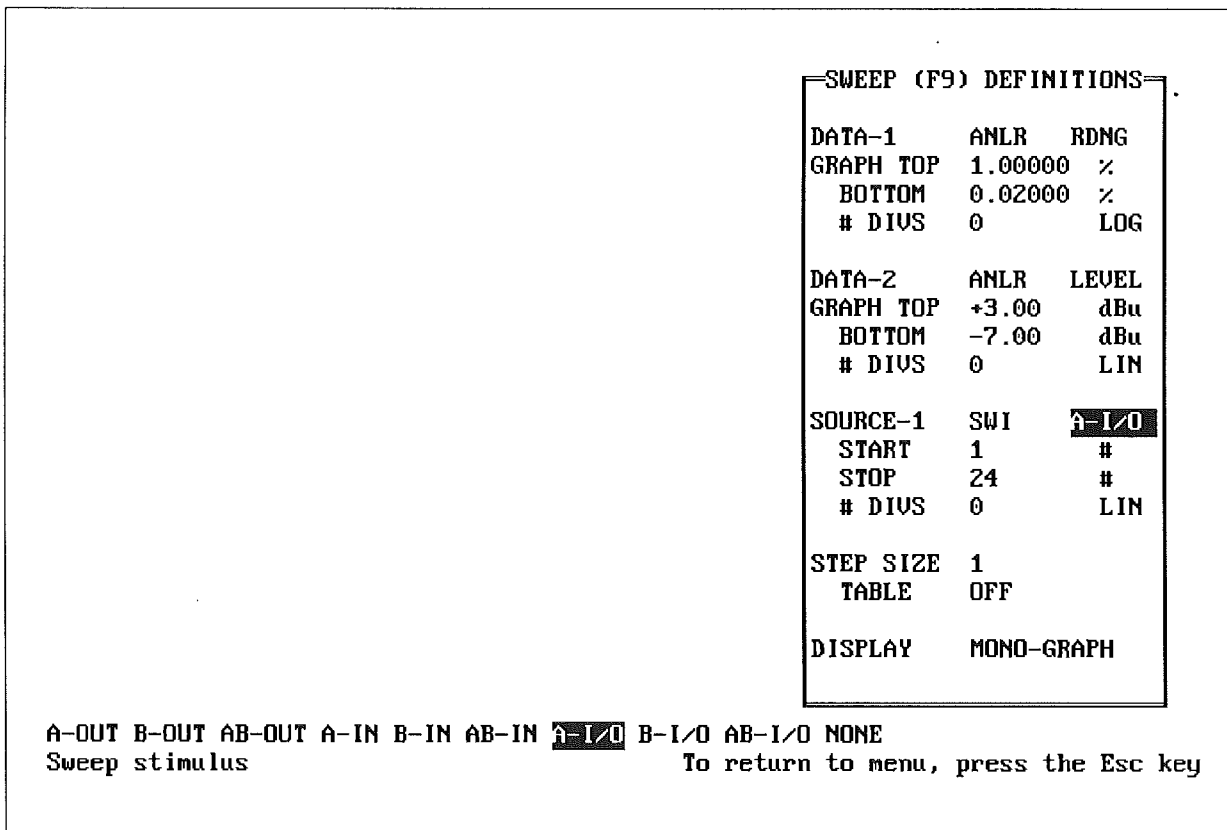 SWEEP (F9) DEFINITIONS
DATA-1 ANLR RDNG
GRAPH TOP 1.00000 %
BOTTOM 0.02000 %
# DIVS 0 LOG
DATA-2 ANLR LEVEL
GRAPH TOP +3.00 dBu
BOTTOM -7.00 dBu
# DIVS 0 LIN
SOURCE-1 SWI A-I/O
START 1 #
STOP 24 #
# DIVS 0 LIN
STEP SIZE 1
TABLE OFF
DISPLAY MONO-GRAPH
A-OUT B-OUT AB-OUT A-IN B-IN AB-IN A-I/O B-I/O AB-I/O NONE
Sweep stimulus To return to menu, press the Esc key